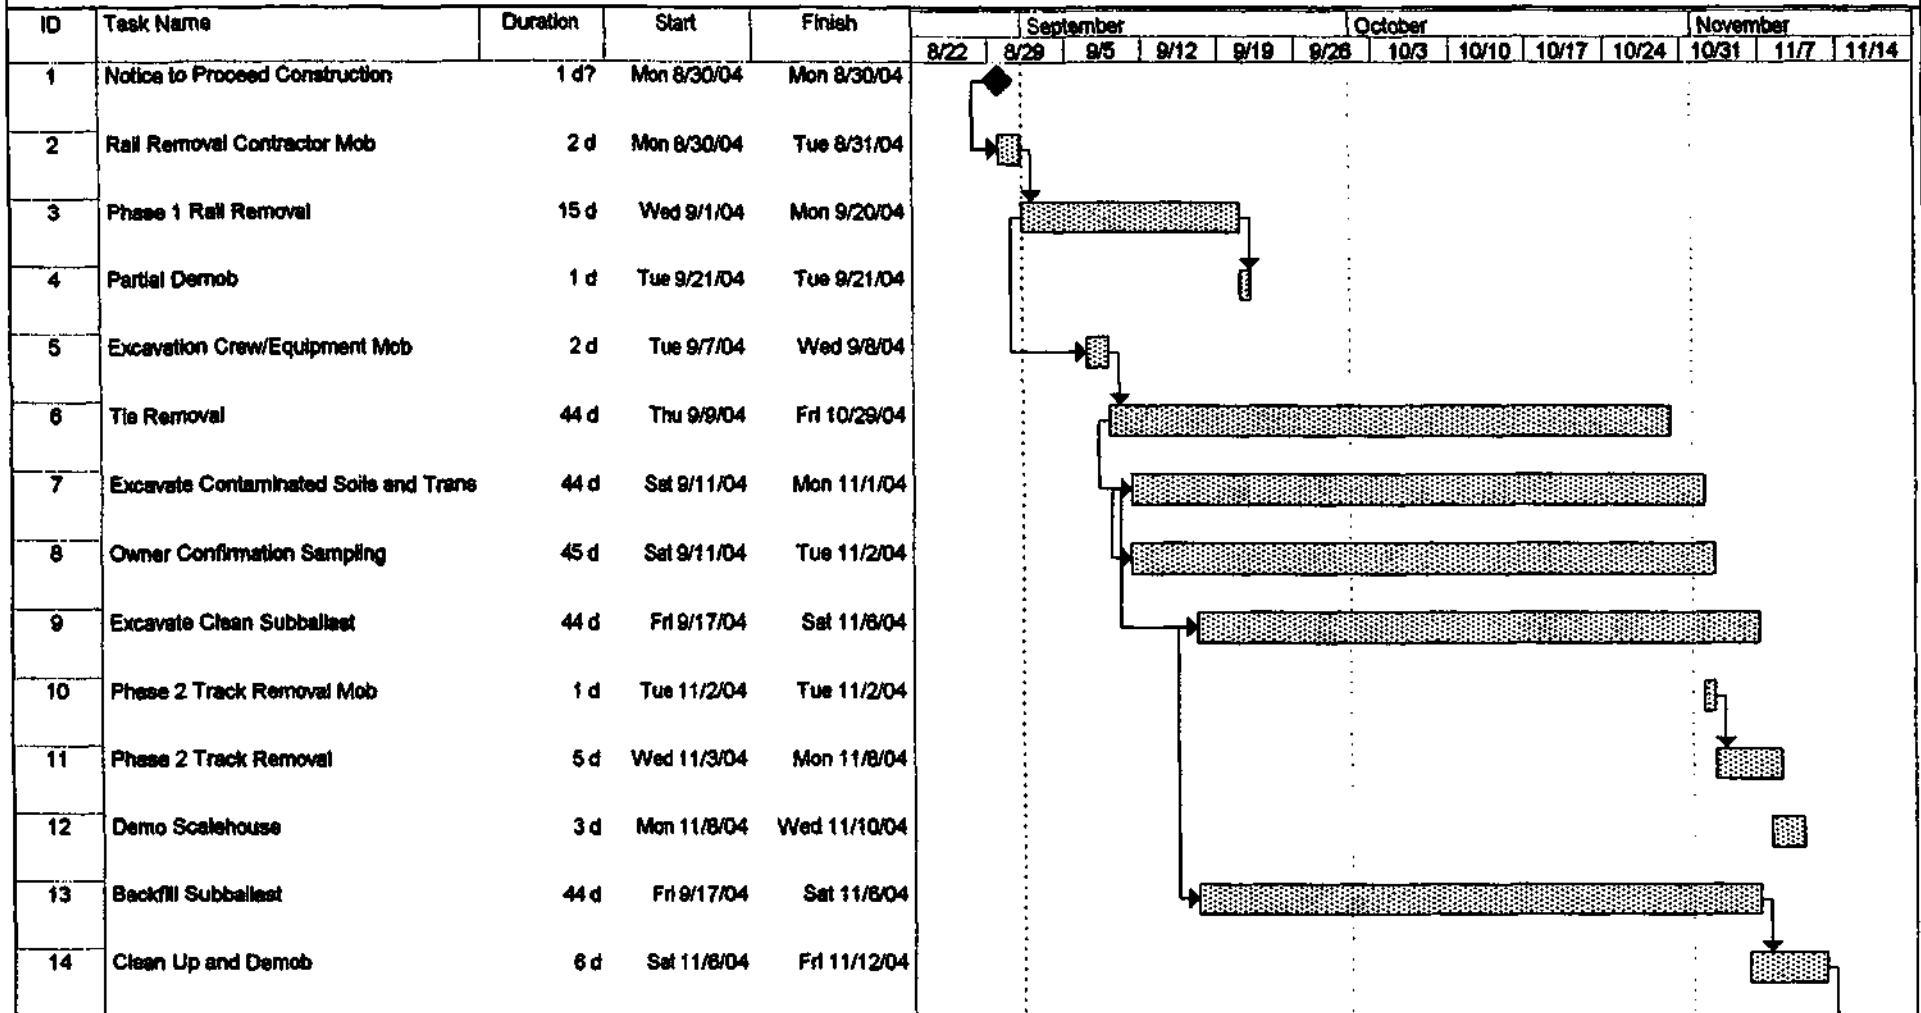 ID Task Name Duration Start Finish September October November
8/22 8/29 9/5 9/12 9/19 9/26 10/3 10/10 10/17 10/24 10/31 11/7 11/14
1 Notice to Proceed Construction 1 d? Mon 8/30/04 Mon 8/30/04
2 Rail Removal Contractor Mob 2 d Mon 8/30/04 Tue 8/31/04
3 Phase 1 Rail Removal 15 d Wed 9/1/04 Mon 9/20/04
4 Partial Demob 1 d Tue 9/21/04 Tue 9/21/04
5 Excavation Crew/Equipment Mob 2 d Tue 9/7/04 Wed 9/8/04
6 Tie Removal 44 d Thu 9/9/04 Fri 10/29/04
7 Excavate Contaminated Soils and Trans 44 d Sat 9/11/04 Mon 11/1/04
8 Owner Confirmation Sampling 45 d Sat 9/11/04 Tue 11/2/04
9 Excavate Clean Subballast 44 d Fri 9/17/04 Sat 11/6/04
10 Phase 2 Track Removal Mob 1 d Tue 11/2/04 Tue 11/2/04
11 Phase 2 Track Removal 5 d Wed 11/3/04 Mon 11/8/04
12 Demo Scalehouse 3 d Mon 11/8/04 Wed 11/10/04
13 Backfill Subballast 44 d Fri 9/17/04 Sat 11/6/04
14 Clean Up and Demob 6 d Sat 11/6/04 Fri 11/12/04